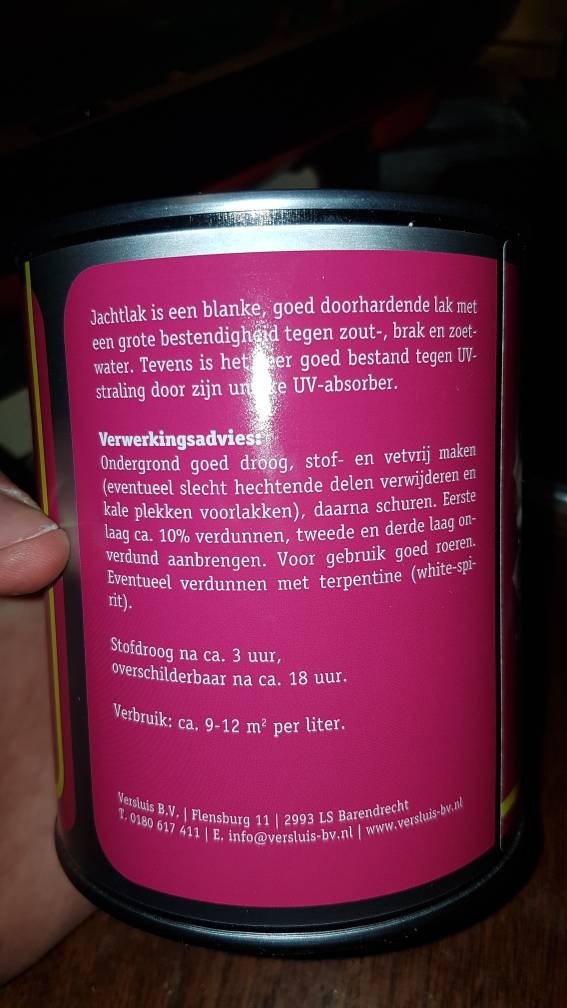 Jachtlak is een blanke, goed doorhardende lak met
een grote bestendigheid tegen zout-, brak en zoet-
water. Tevens is het zeer goed bestand tegen UV-
straling door zijn unieke UV-absorber.
Verwerkingsadvies:
Ondergrond goed droog, stof- en vetvrij maken
(eventueel slecht hechtende delen verwijderen en
kale plekken voorlakken), daarna schuren. Eerste
laag ca. 10% verdunnen, tweede en derde laag on-
verdund aanbrengen. Voor gebruik goed roeren.
Eventueel verdunnen met terpentine (white-spi-
rit).
Stofdroog na ca. 3 uur,
overschilderbaar na ca. 18 uur.
Verbruik: ca. 9-12 m² per liter.
Versluis B.V. | Flensburg 11 | 2993 LS Barendrecht
T. 0180 617 411 | E. info@versluis-bv.nl | www.versluis-bv.nl